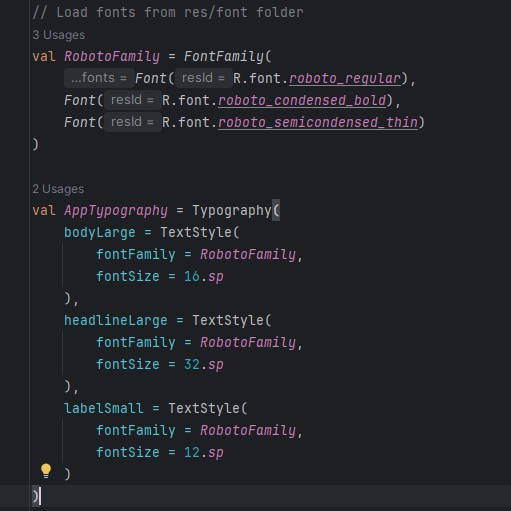 // Load fonts from res/font folder
3 Usages
val RobotoFamily = FontFamily(
    ...fonts = Font( resId = R.font.roboto_regular),
    Font( resId = R.font.roboto_condensed_bold),
    Font( resId = R.font.roboto_semicondensed_thin)
)
2 Usages
val AppTypography = Typography(
    bodyLarge = TextStyle(
        fontFamily = RobotoFamily,
        fontSize = 16.sp
    ),
    headlineLarge = TextStyle(
        fontFamily = RobotoFamily,
        fontSize = 32.sp
    ),
    labelSmall = TextStyle(
        fontFamily = RobotoFamily,
        fontSize = 12.sp
    )
)